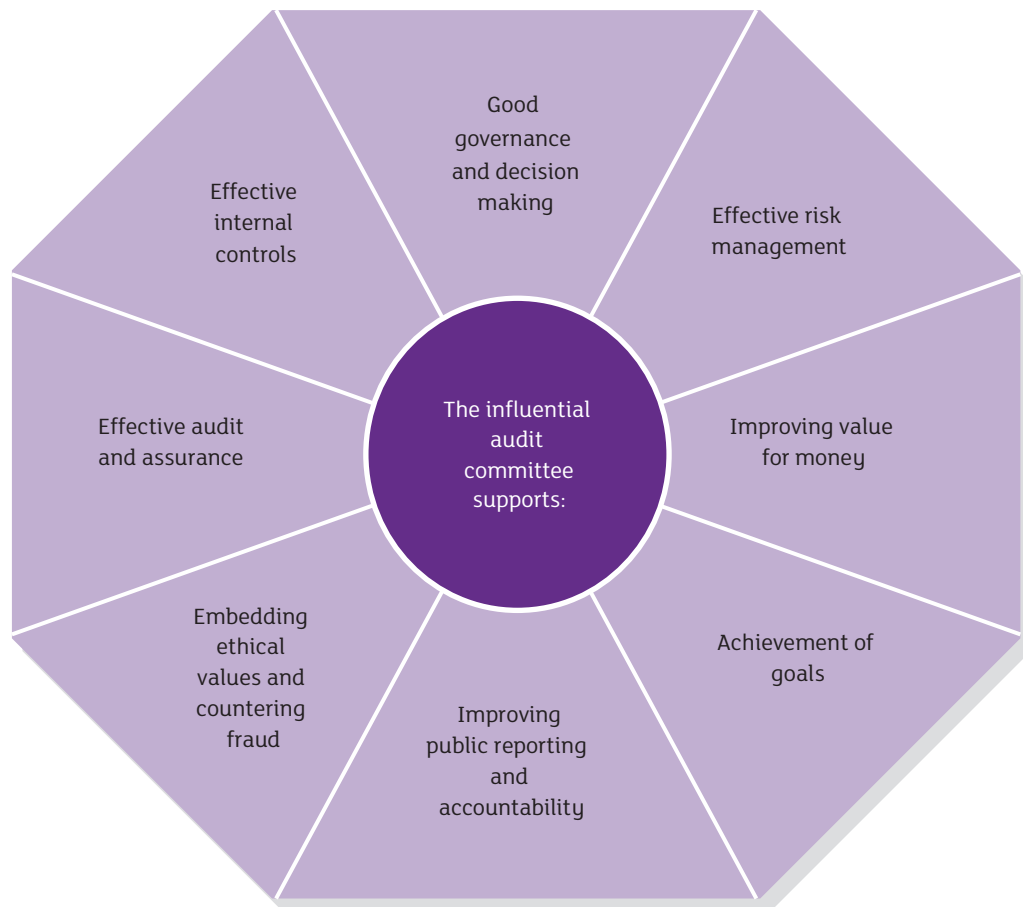 Good
governance
and decision
making
Effective risk
management
Improving value
for money
Achievement of
goals
Improving
public reporting
and
accountability
Embedding
ethical
values and
countering
fraud
Effective audit
and assurance
Effective
internal
controls
The influential
audit
committee
supports: